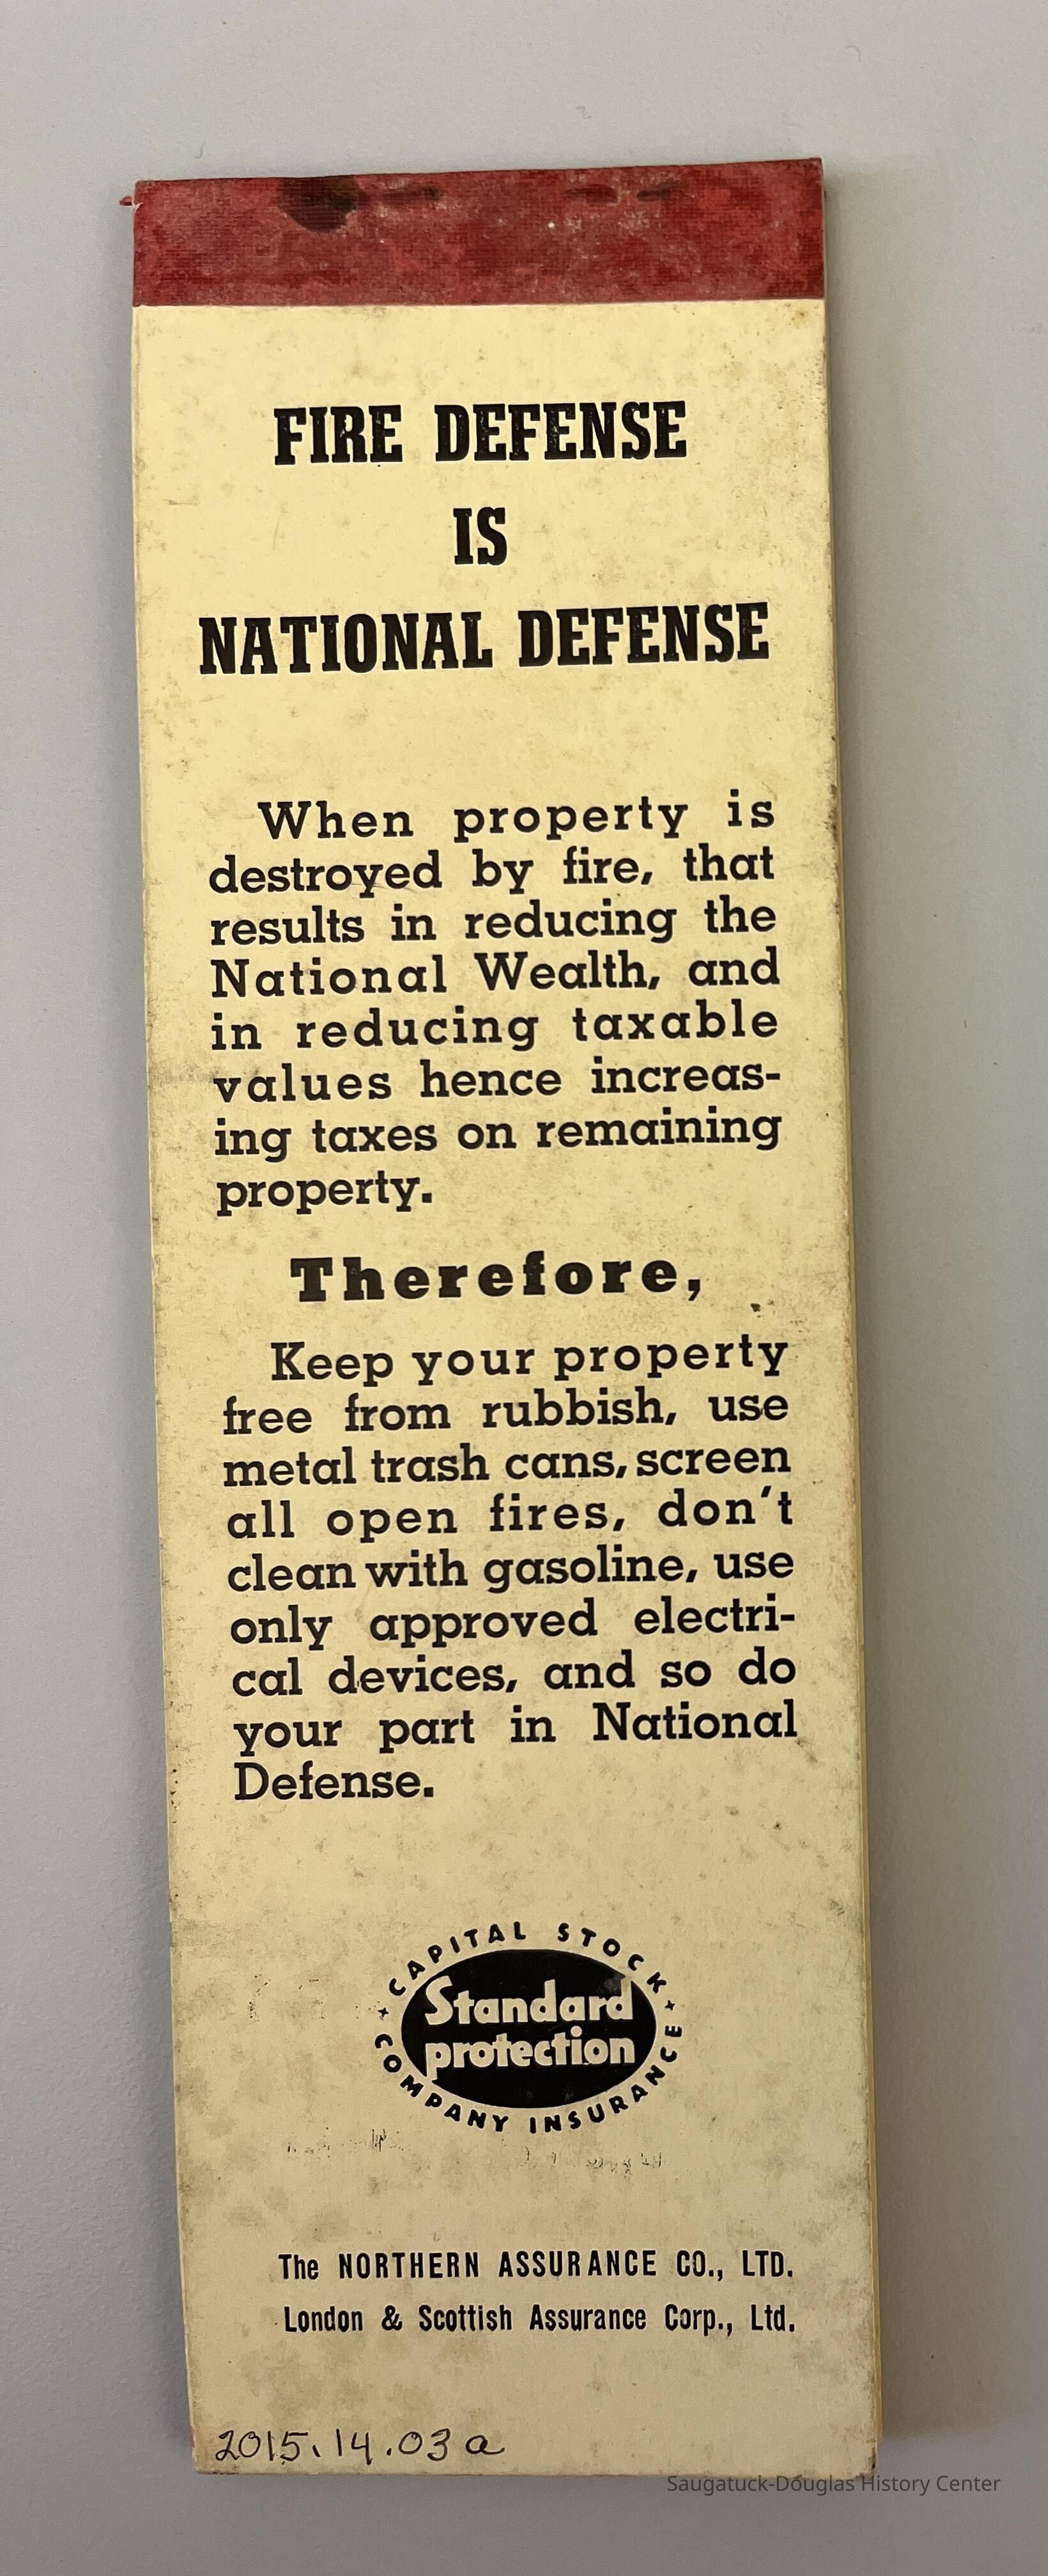 FIRE DEFENSE
IS
NATIONAL DEFENSE
When property is
destroyed by fire, that
results in reducing the
National Wealth, and
in reducing taxable
values hence increas-
ing taxes on remaining
property.
Therefore,
Keep your property
free from rubbish, use
metal trash cans, screen
all open fires, don't
clean with gasoline, use
only approved electri-
cal devices, and so do
your part in National
Defense.
CAPITAL STOCK
Standard
protection
COMPANY INSURANCE
The NORTHERN ASSURANCE CO., LTD.
London & Scottish Assurance Corp., Ltd.
2015.14.03a
Saugatuck-Douglas History Center